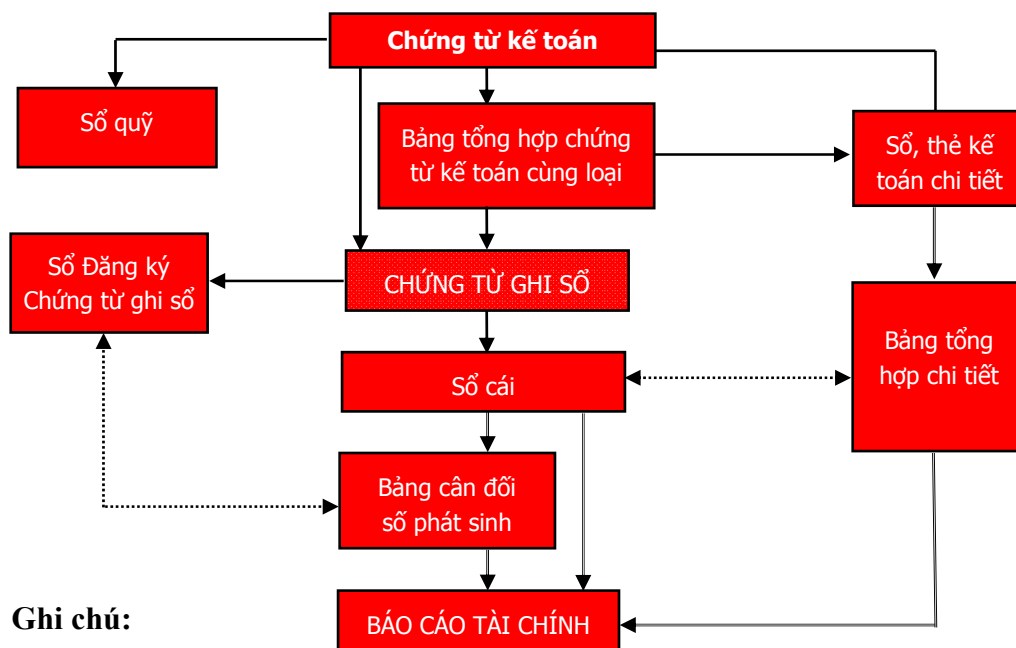 Chứng từ kế toán
Sổ quỹ
Bảng tổng hợp chứng
từ kế toán cùng loại
Sổ, thẻ kế
toán chi tiết
Sổ Đăng ký
Chứng từ ghi sổ
CHỨNG TỪ GHI SỔ
Bảng tổng
hợp chi tiết
Sổ cái
Bảng cân đối
số phát sinh
Ghi chú:
BÁO CÁO TÀI CHÍNH